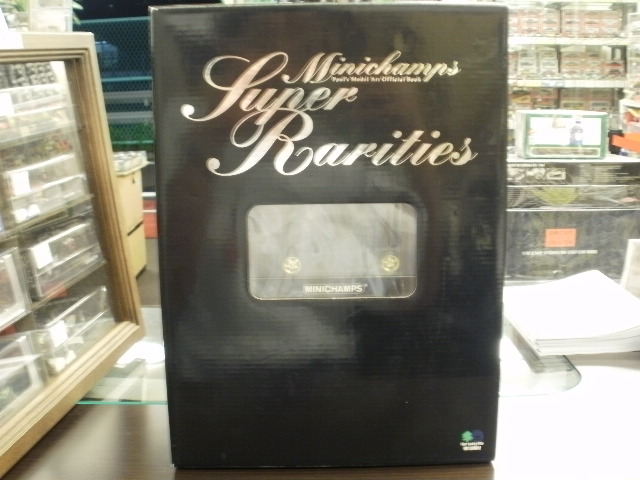 Minichamps
Paul's Model Art Official Book
Super
Rarities
MINICHAMPS